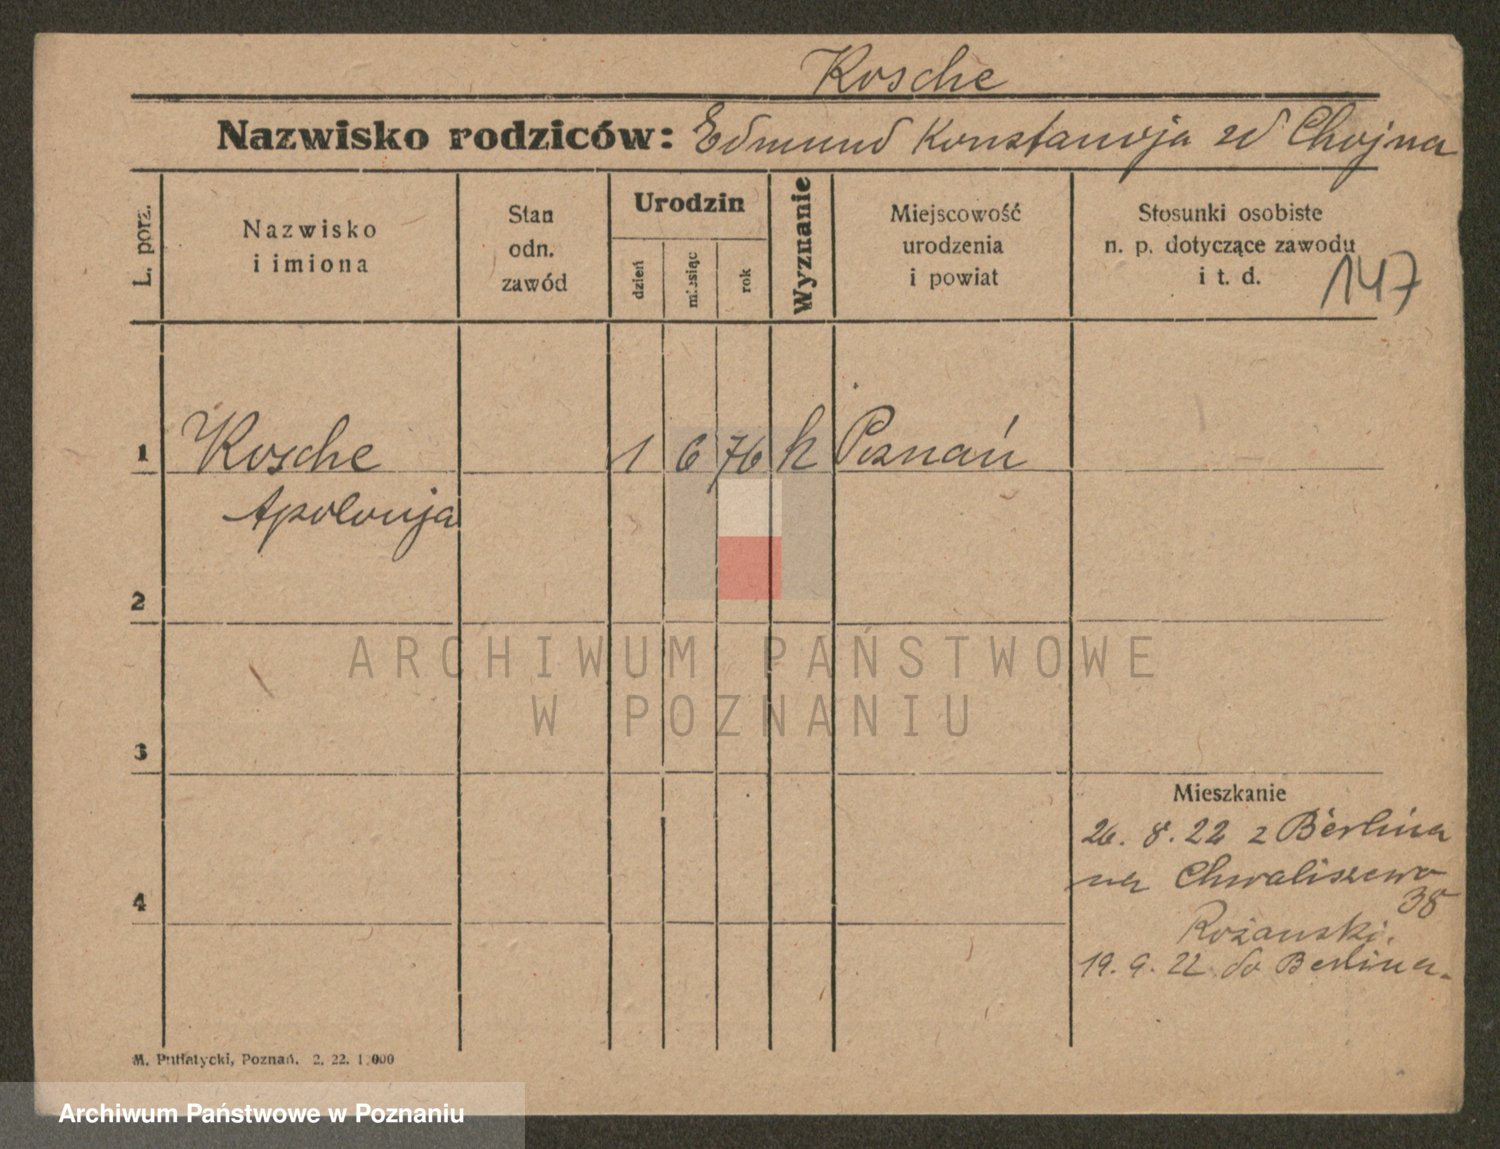 Kosche
Nazwisko rodziców: Edmund Konstancja zd Chojna
L. porz.
Nazwisko
i imiona
Stan
odn.
zawód
Urodzin
dzień
miesiąc
rok
Wyznanie
Miejscowość
urodzenia
i powiat
Stosunki osobiste
n. p. dotyczące zawodu
i t. d.
147
1 Kosche 1 6 76 k Poznań
Apolonja
2
ARCHIWUM PAŃSTWOWE
W POZNANIU
3
Mieszkanie
26. 8. 22 z Berlina
na Chwaliszewo
38
4
Rożanski.
19. 9. 22 do Berlina.
M. Putiatycki, Poznań. 2. 22. 1 000
Archiwum Państwowe w Poznaniu